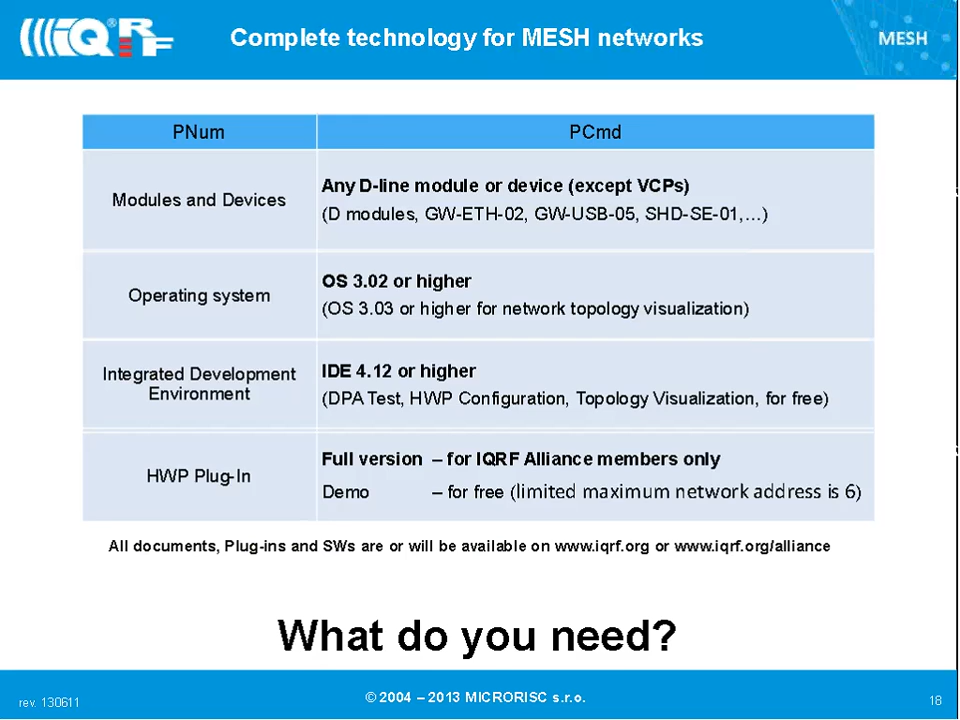 IQRF
Complete technology for MESH networks
MESH
PNum
PCmd
Modules and Devices
Any D-line module or device (except VCPs)
(D modules, GW-ETH-02, GW-USB-05, SHD-SE-01,…)
Operating system
OS 3.02 or higher
(OS 3.03 or higher for network topology visualization)
Integrated Development
Environment
IDE 4.12 or higher
(DPA Test, HWP Configuration, Topology Visualization, for free)
HWP Plug-In
Full version – for IQRF Alliance members only
Demo – for free (limited maximum network address is 6)
All documents, Plug-ins and SWs are or will be available on www.iqrf.org or www.iqrf.org/alliance
What do you need?
rev. 130611
© 2004 – 2013 MICRORISC s.r.o.
18